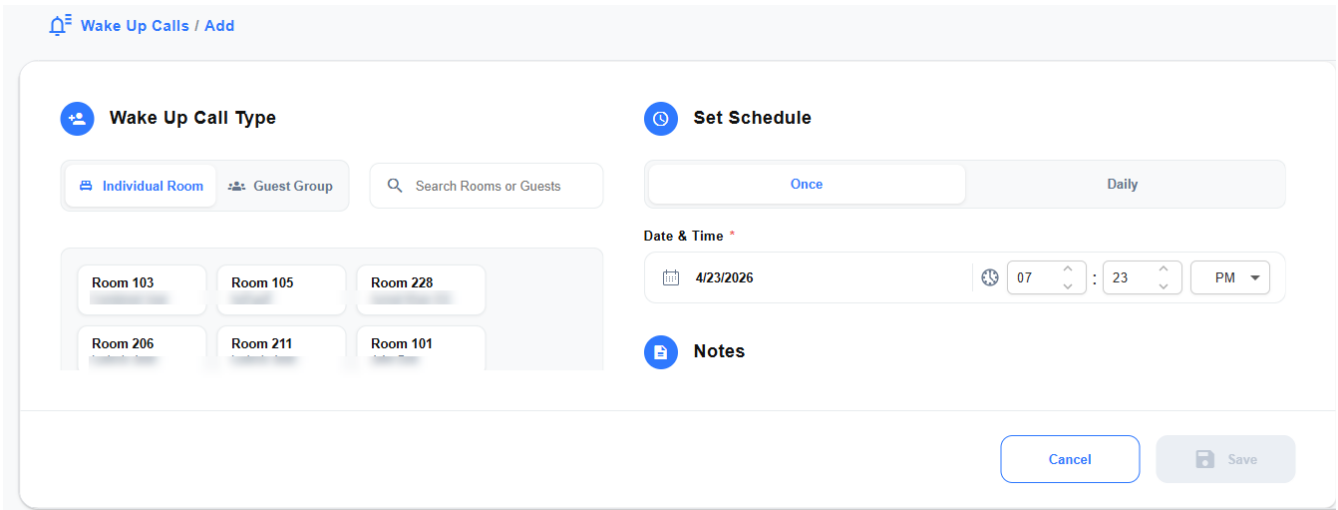 Wake Up Calls / Add
Wake Up Call Type
Individual Room
Guest Group
Search Rooms or Guests
Room 103
Room 105
Room 228
Room 206
Room 211
Room 101
Set Schedule
Once
Daily
Date & Time *
4/23/2026
07 : 23 PM
Notes
Cancel
Save